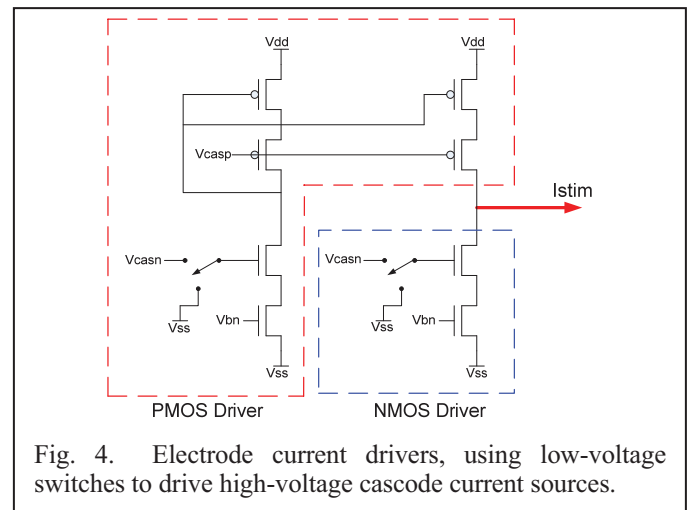 Vdd Vdd
Vcasp
Istim
Vcasn Vcasn
Vss Vbn Vss Vbn
Vss Vss
PMOS Driver NMOS Driver
Fig. 4. Electrode current drivers, using low-voltage
switches to drive high-voltage cascode current sources.